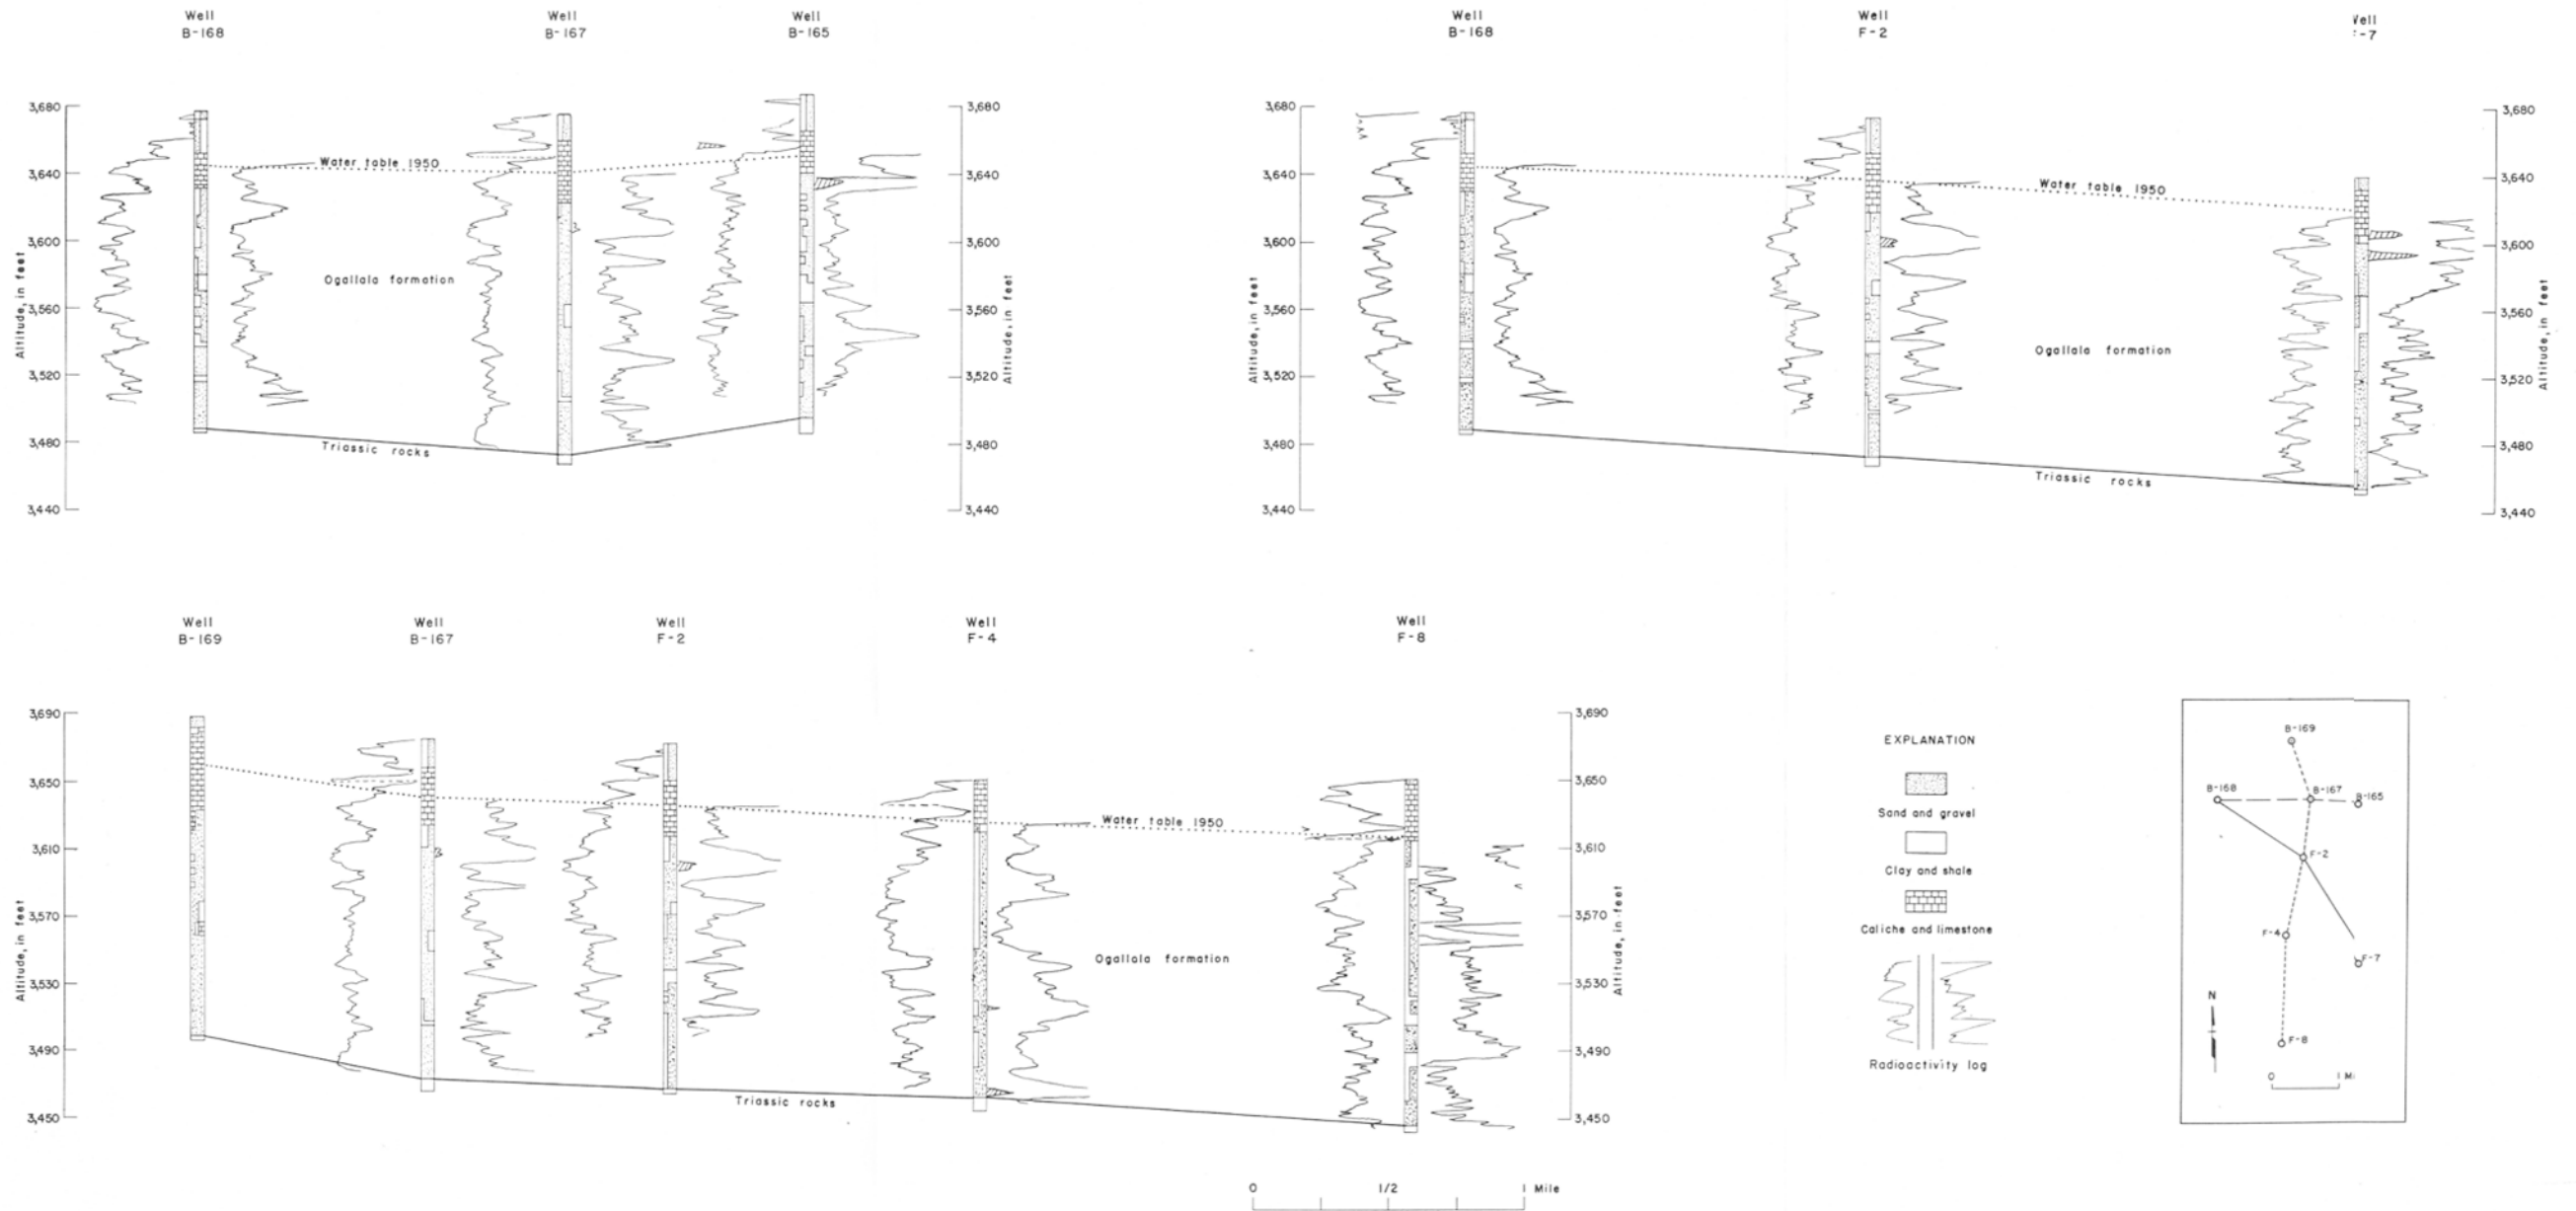 Well
B-168
Well
B-167
Well
B-165
3,680
3,640
3,600
3,560
3,520
3,480
3,440
Altitude, in feet
Water table 1950
Ogallala formation
Triassic rocks
3,680
3,640
3,600
3,560
3,520
3,480
3,440
Altitude, in feet
Well
B-168
Well
F-2
Well
F-7
3,680
3,640
3,600
3,560
3,520
3,480
3,440
Altitude, in feet
Water table 1950
Ogallala formation
Triassic rocks
3,680
3,640
3,600
3,560
3,520
3,480
3,440
Altitude, in feet
Well
B-169
Well
B-167
Well
F-2
Well
F-4
Well
F-8
3,690
3,650
3,610
3,570
3,530
3,490
3,450
Altitude, in feet
Water table 1950
Ogallala formation
Triassic rocks
3,690
3,650
3,610
3,570
3,530
3,490
3,450
Altitude, in feet
EXPLANATION
Sand and gravel
Clay and shale
Caliche and limestone
Radioactivity log
B-169
B-168
B-167
B-165
F-2
F-4
F-7
F-8
N
0 1 Mi
0 1/2 1 Mile